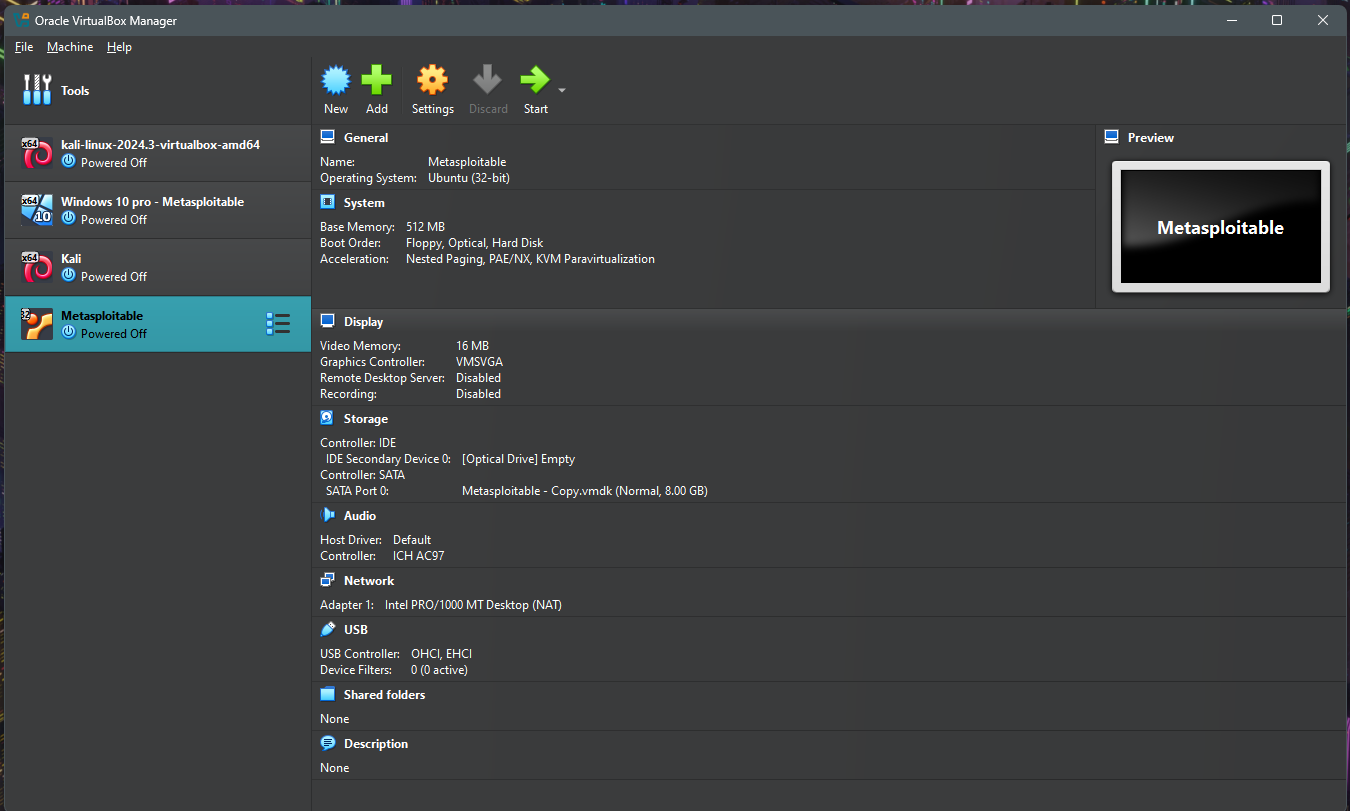 Oracle VirtualBox Manager
File Machine Help
Tools
New Add Settings Discard Start
x64
kali-linux-2024.3-virtualbox-amd64
Powered Off
x64
10
Windows 10 pro - Metasploitable
Powered Off
x64
Kali
Powered Off
32
Metasploitable
Powered Off
General
Name: Metasploitable
Operating System: Ubuntu (32-bit)
System
Base Memory: 512 MB
Boot Order: Floppy, Optical, Hard Disk
Acceleration: Nested Paging, PAE/NX, KVM Paravirtualization
Preview
Metasploitable
Display
Video Memory: 16 MB
Graphics Controller: VMSVGA
Remote Desktop Server: Disabled
Recording: Disabled
Storage
Controller: IDE
IDE Secondary Device 0: [Optical Drive] Empty
Controller: SATA
SATA Port 0: Metasploitable - Copy.vmdk (Normal, 8.00 GB)
Audio
Host Driver: Default
Controller: ICH AC97
Network
Adapter 1: Intel PRO/1000 MT Desktop (NAT)
USB
USB Controller: OHCI, EHCI
Device Filters: 0 (0 active)
Shared folders
None
Description
None